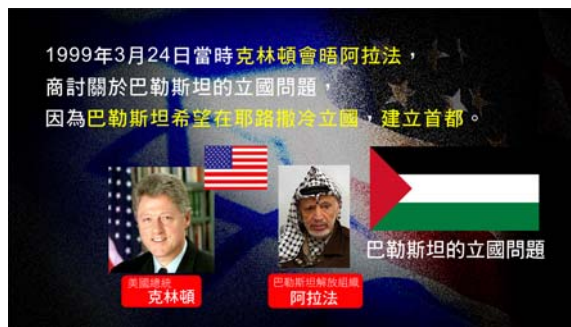 1999年3月24日當時克林頓會晤阿拉法，
商討關於巴勒斯坦的立國問題，
因為巴勒斯坦希望在耶路撒冷立國，建立首都。
巴勒斯坦的立國問題
美國總統
克林頓
巴勒斯坦解放組織
阿拉法